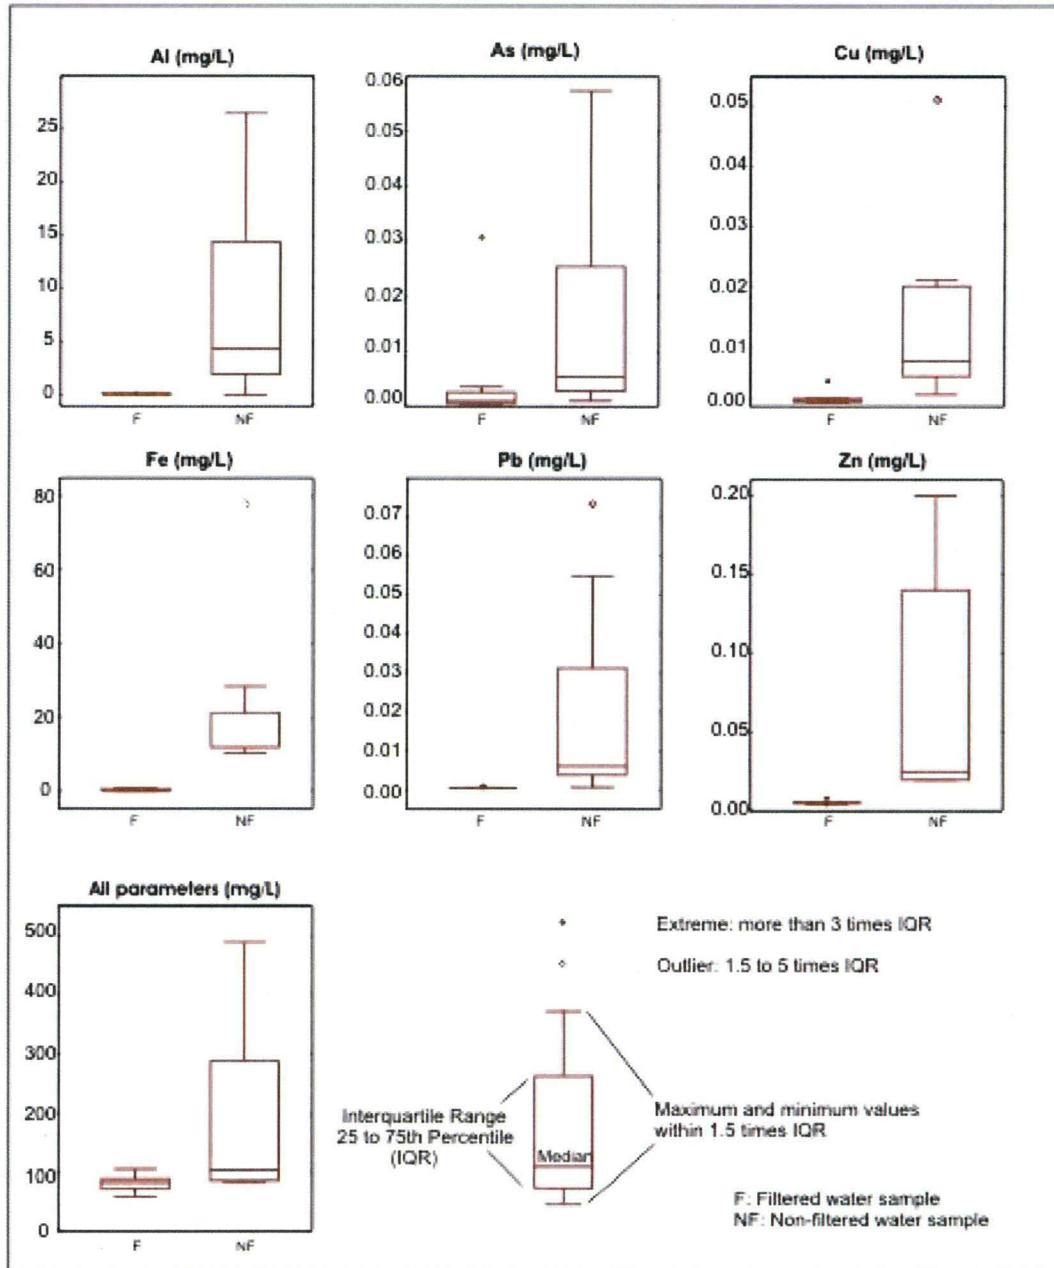 Al (mg/L)
25
20
15
10
5
0
F
NF
As (mg/L)
0.06
0.05
0.04
0.03
0.02
0.01
0.00
F
NF
Cu (mg/L)
0.05
0.04
0.03
0.02
0.01
0.00
F
NF
Fe (mg/L)
80
60
40
20
0
F
NF
Pb (mg/L)
0.07
0.06
0.05
0.04
0.03
0.02
0.01
0.00
F
NF
Zn (mg/L)
0.20
0.15
0.10
0.05
0.00
F
NF
All parameters (mg/L)
500
400
300
200
100
0
F
NF
Extreme: more than 3 times IQR
Outlier: 1.5 to 5 times IQR
Interquartile Range
25 to 75th Percentile
(IQR)
Median
Maximum and minimum values
within 1.5 times IQR
F: Filtered water sample
NF: Non-filtered water sample